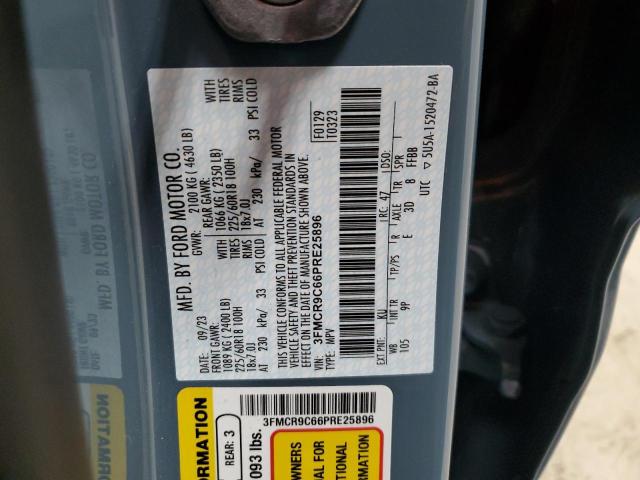 MFD. BY FORD MOTOR CO.
09/23 GVWR: 2100 KG ( 4630 LB)
FRONT GAWR: REAR GAWR: WITH
1089 KG ( 2400 LB) 1066 KG ( 2350 LB) TIRES
225/60R18 100H 225/60R18 100H RIMS
18x7.0J 18x7.0J
AT 230 kPa/ 33 PSI COLD AT 230 kPa/ 33 PSI COLD
WITH
TIRES
RIMS
THIS VEHICLE CONFORMS TO ALL APPLICABLE FEDERAL MOTOR
VEHICLE SAFETY AND THEFT PREVENTION STANDARDS IN
EFFECT ON THE DATE OF MANUFACTURE SHOWN ABOVE.
VIN: 3FMCR9C66PRE25896
TYPE: MPV
F0129
T0323
EXT PNT: KU RC: 47 DSO:
WB INT TR TP/PS R AXLE TR SPR
105 9P E 3D 8 FFBB
UTC ▽ 5U5A-1520472-BA
3FMCR9C66PRE25896
REAR: 3
093 lbs.